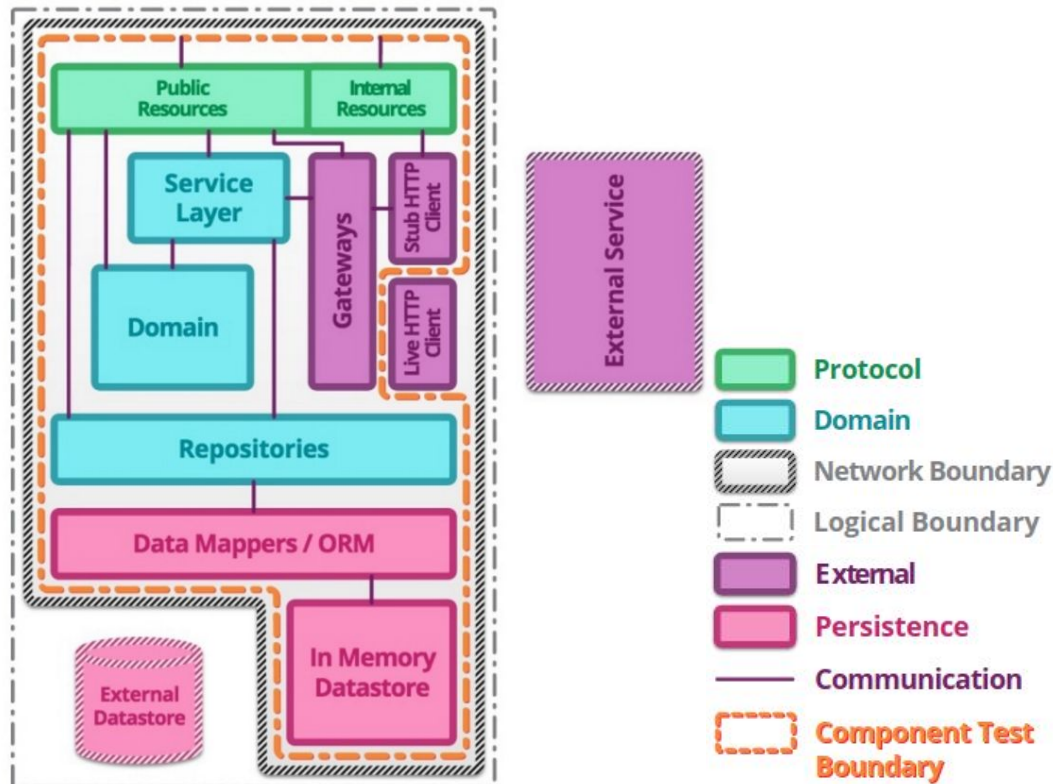 Public
Resources
Internal
Resources
Service
Layer
Gateways
Stub HTTP
Client
Domain
Live HTTP
Client
Repositories
Data Mappers / ORM
In Memory
Datastore
External
Datastore
External Service
Protocol
Domain
Network Boundary
Logical Boundary
External
Persistence
Communication
Component Test
Boundary